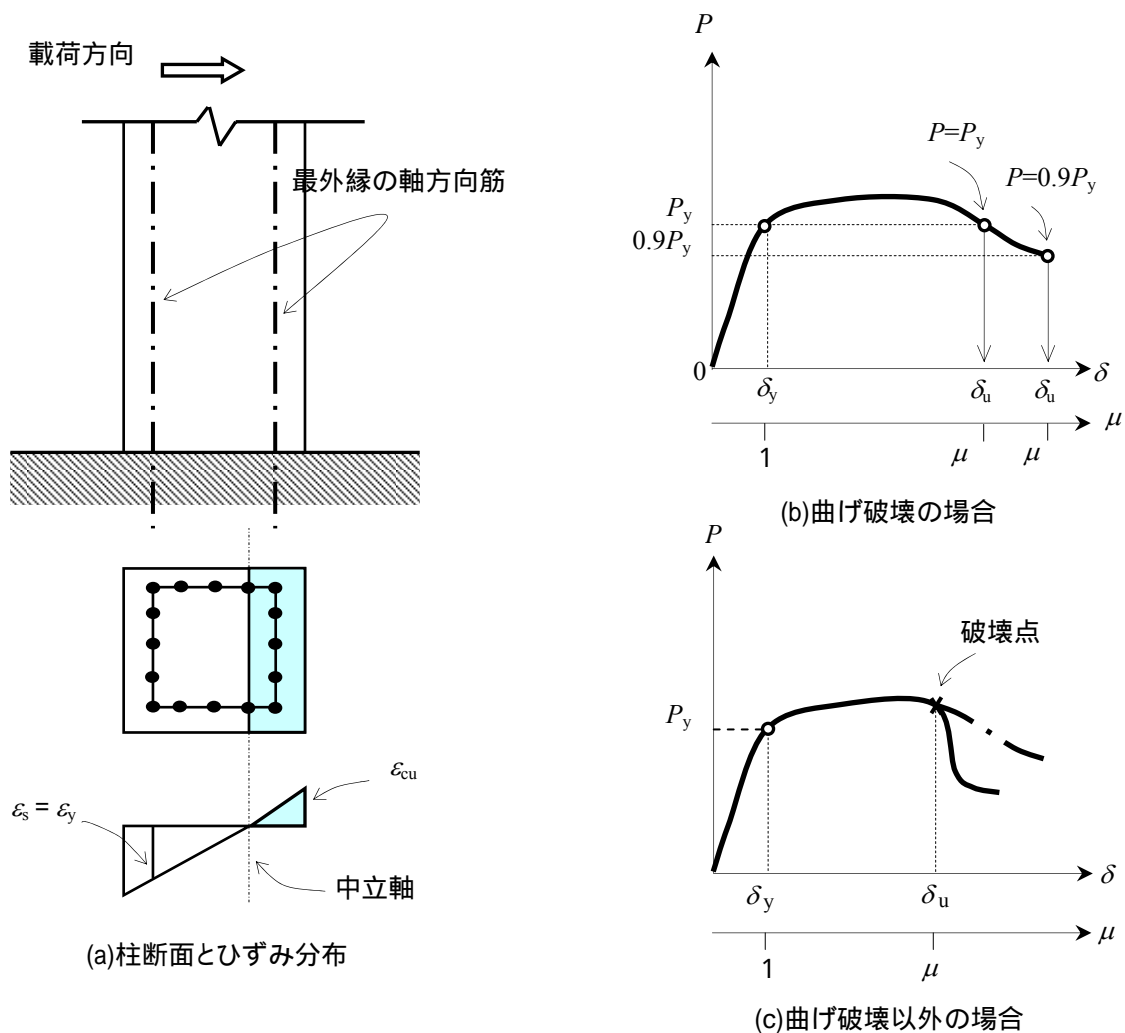 載荷方向
最外縁の軸方向筋
εcu
εs = εy
中立軸
(a)柱断面とひずみ分布
P
P=Py
P=0.9Py
Py
0.9Py
0
δy
δu
δu
δ
μ
1
μ
μ
(b)曲げ破壊の場合
P
破壊点
Py
δy
δu
δ
μ
1
μ
(c)曲げ破壊以外の場合